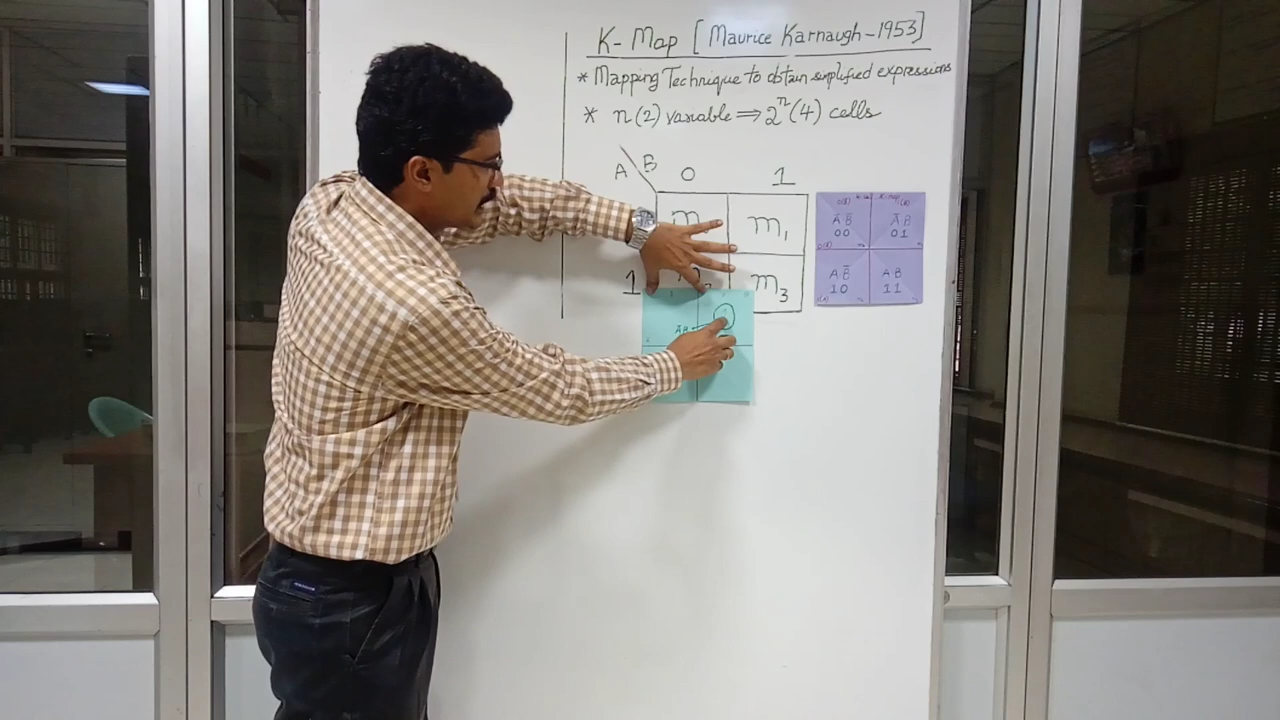 K-Map [Maurice Karnaugh-1953]
* Mapping Technique to obtain simplified expressions
* n(2) variable ⇒ 2ⁿ(4) cells
A B 0 1
m m₁
1 m₃
Ā B̄ Ā B
00 01
A B̄ A B
10 11